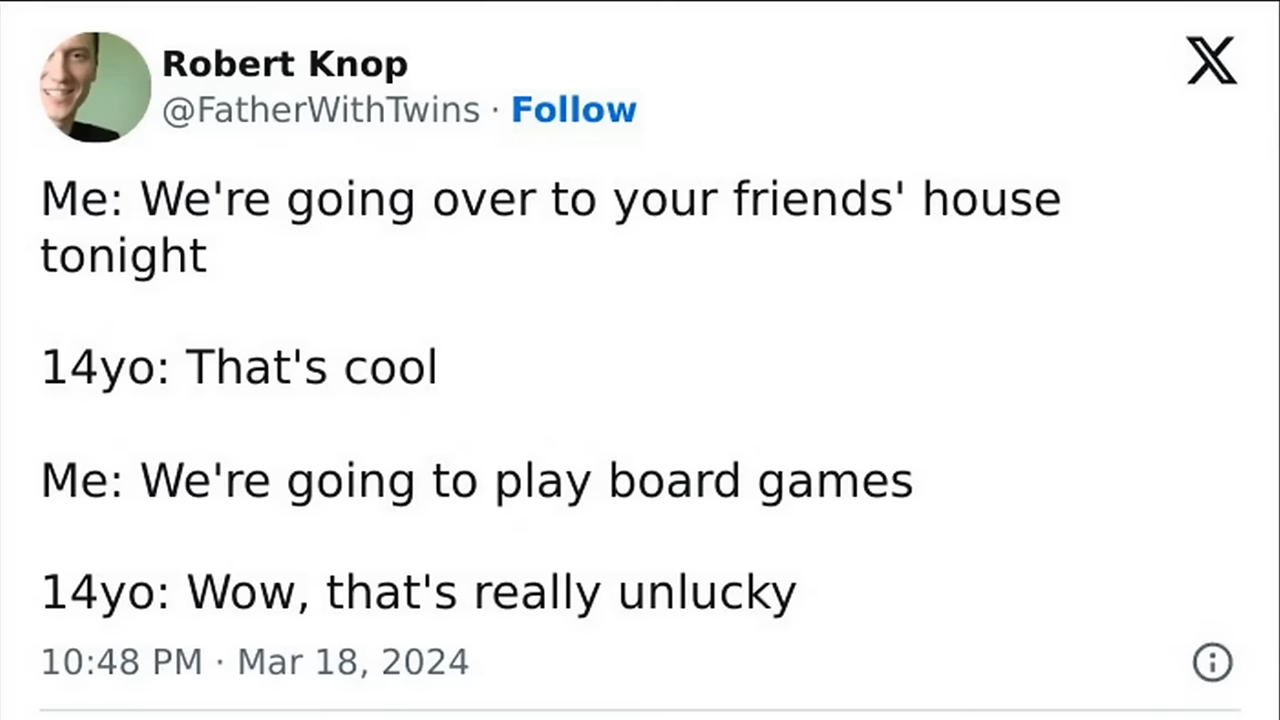 Robert Knop
@FatherWithTwins · Follow
Me: We're going over to your friends' house
tonight
14yo: That's cool
Me: We're going to play board games
14yo: Wow, that's really unlucky
10:48 PM · Mar 18, 2024